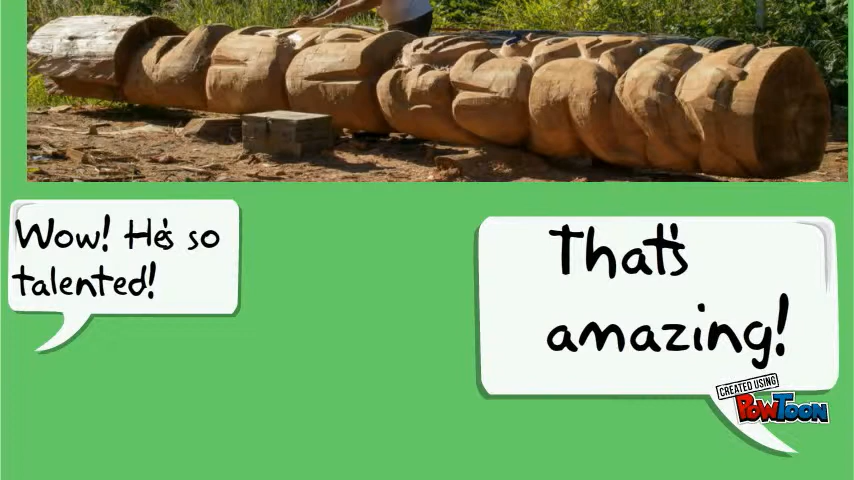 Wow! He's so
talented!
That's
amazing!
CREATED USING
POWTOON